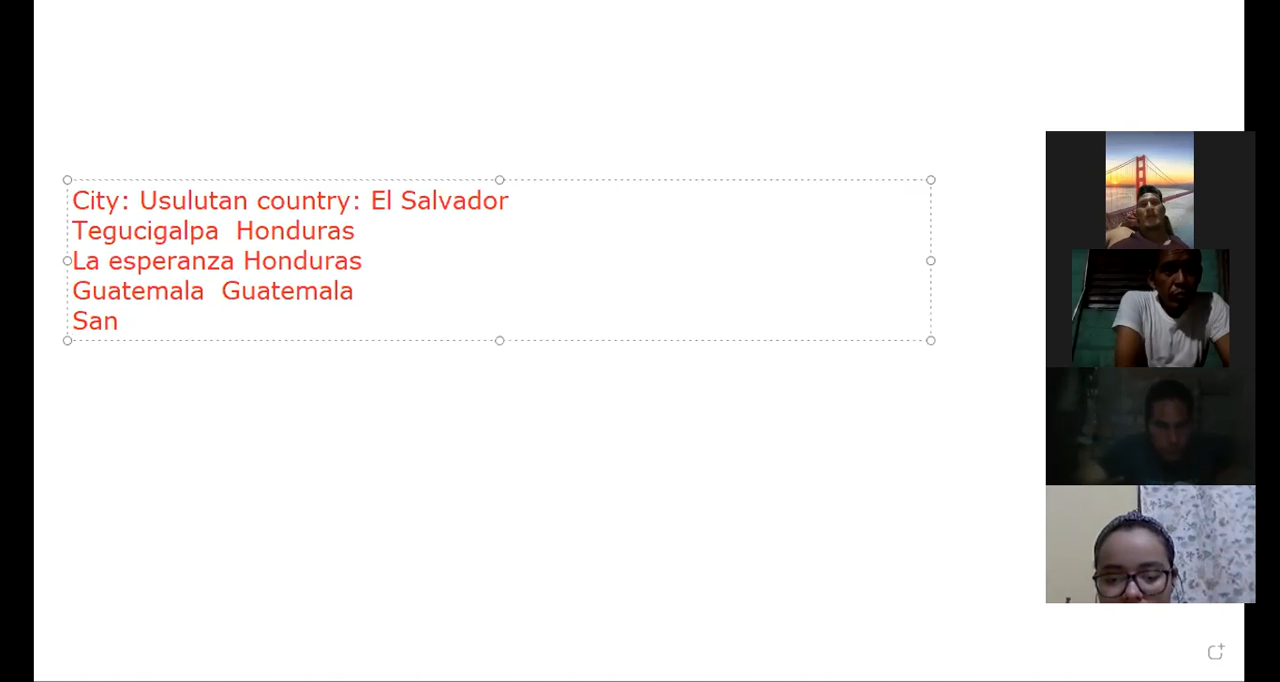 City: Usulutan country: El Salvador
Tegucigalpa  Honduras
La esperanza Honduras
Guatemala  Guatemala
San